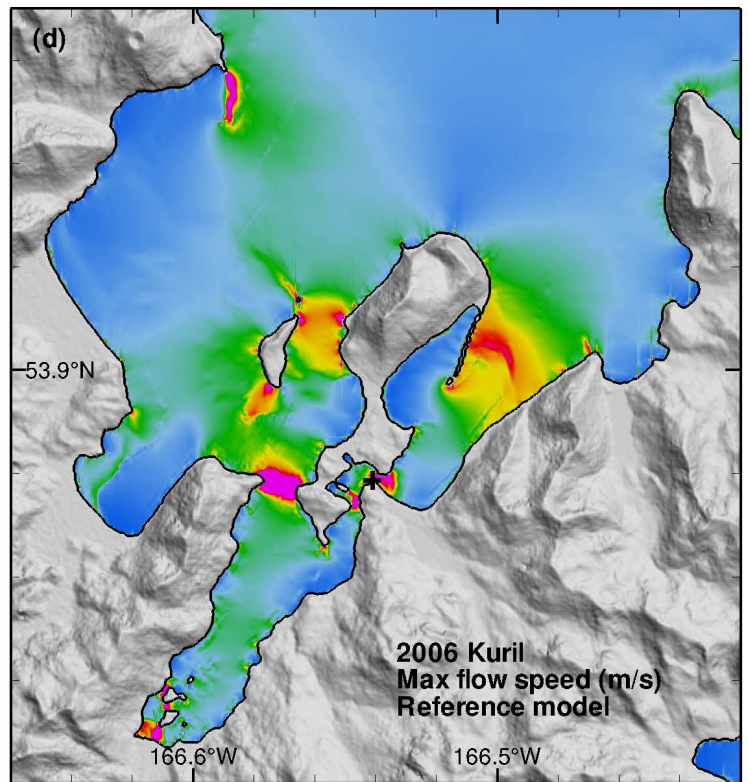 (d)
53.9°N
2006 Kuril
Max flow speed (m/s)
Reference model
166.6°W 166.5°W